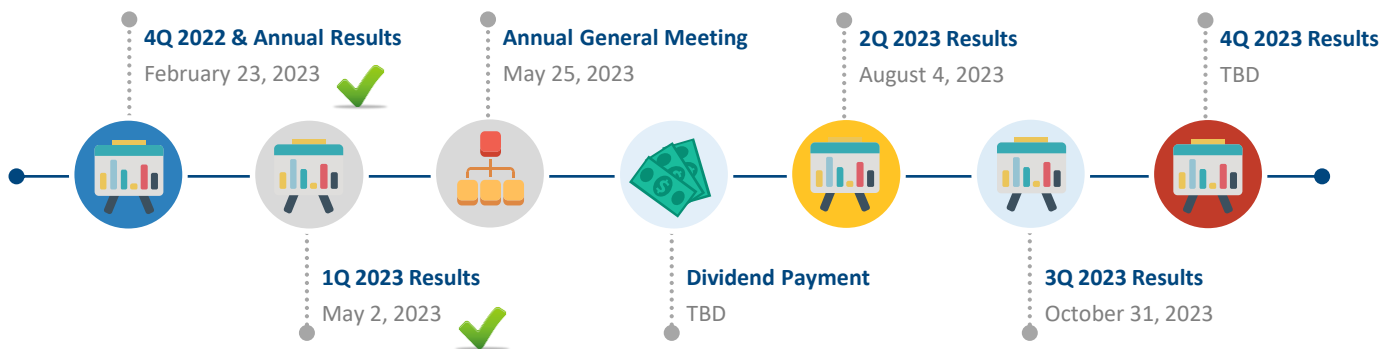 4Q 2022 & Annual Results
February 23, 2023
1Q 2023 Results
May 2, 2023
Annual General Meeting
May 25, 2023
Dividend Payment
TBD
2Q 2023 Results
August 4, 2023
3Q 2023 Results
October 31, 2023
4Q 2023 Results
TBD